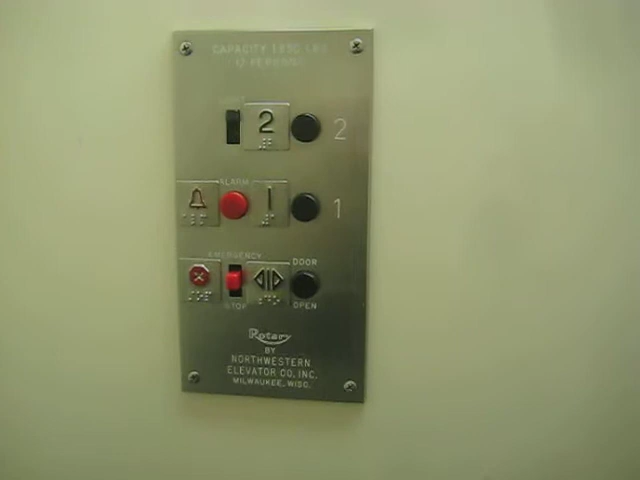 CAPACITY LBS
2 2
ALARM
1 1
EMERGENCY
DOOR
STOP OPEN
Rotary
BY
NORTHWESTERN
ELEVATOR CO. INC.
MILWAUKEE, WISC.